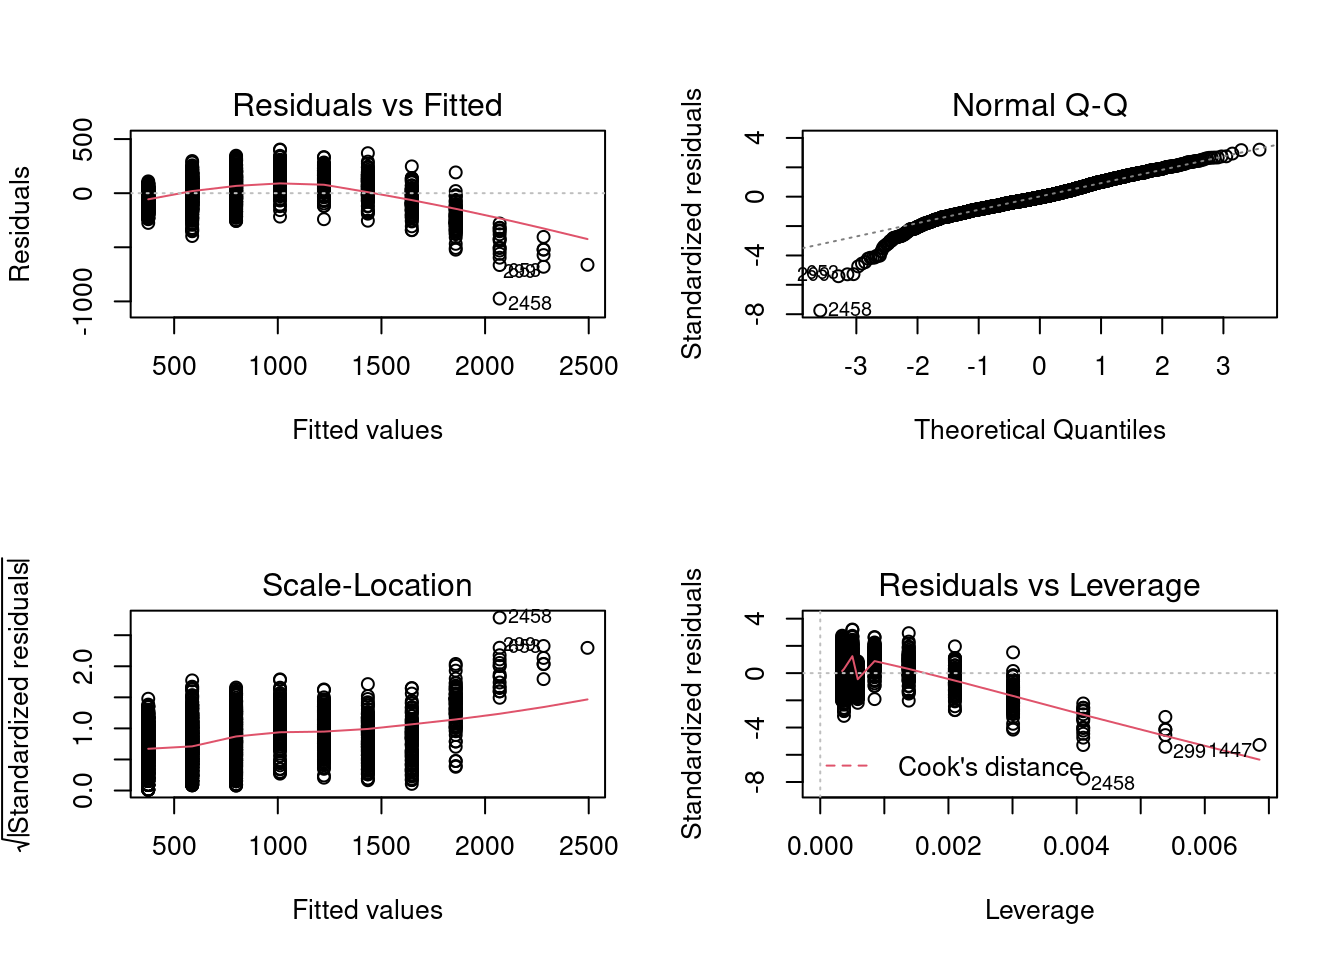 Residuals vs Fitted
Residuals
500
0
-1000
500 1000 1500 2000 2500
Fitted values
2458
Normal Q-Q
Standardized residuals
4
0
-4
-8
-3 -2 -1 0 1 2 3
Theoretical Quantiles
2458
Scale-Location
√|Standardized residuals|
2.0
1.0
0.0
500 1000 1500 2000 2500
Fitted values
2458
Residuals vs Leverage
Standardized residuals
4
0
-4
-8
0.000 0.002 0.004 0.006
Leverage
Cook's distance
2991447
2458